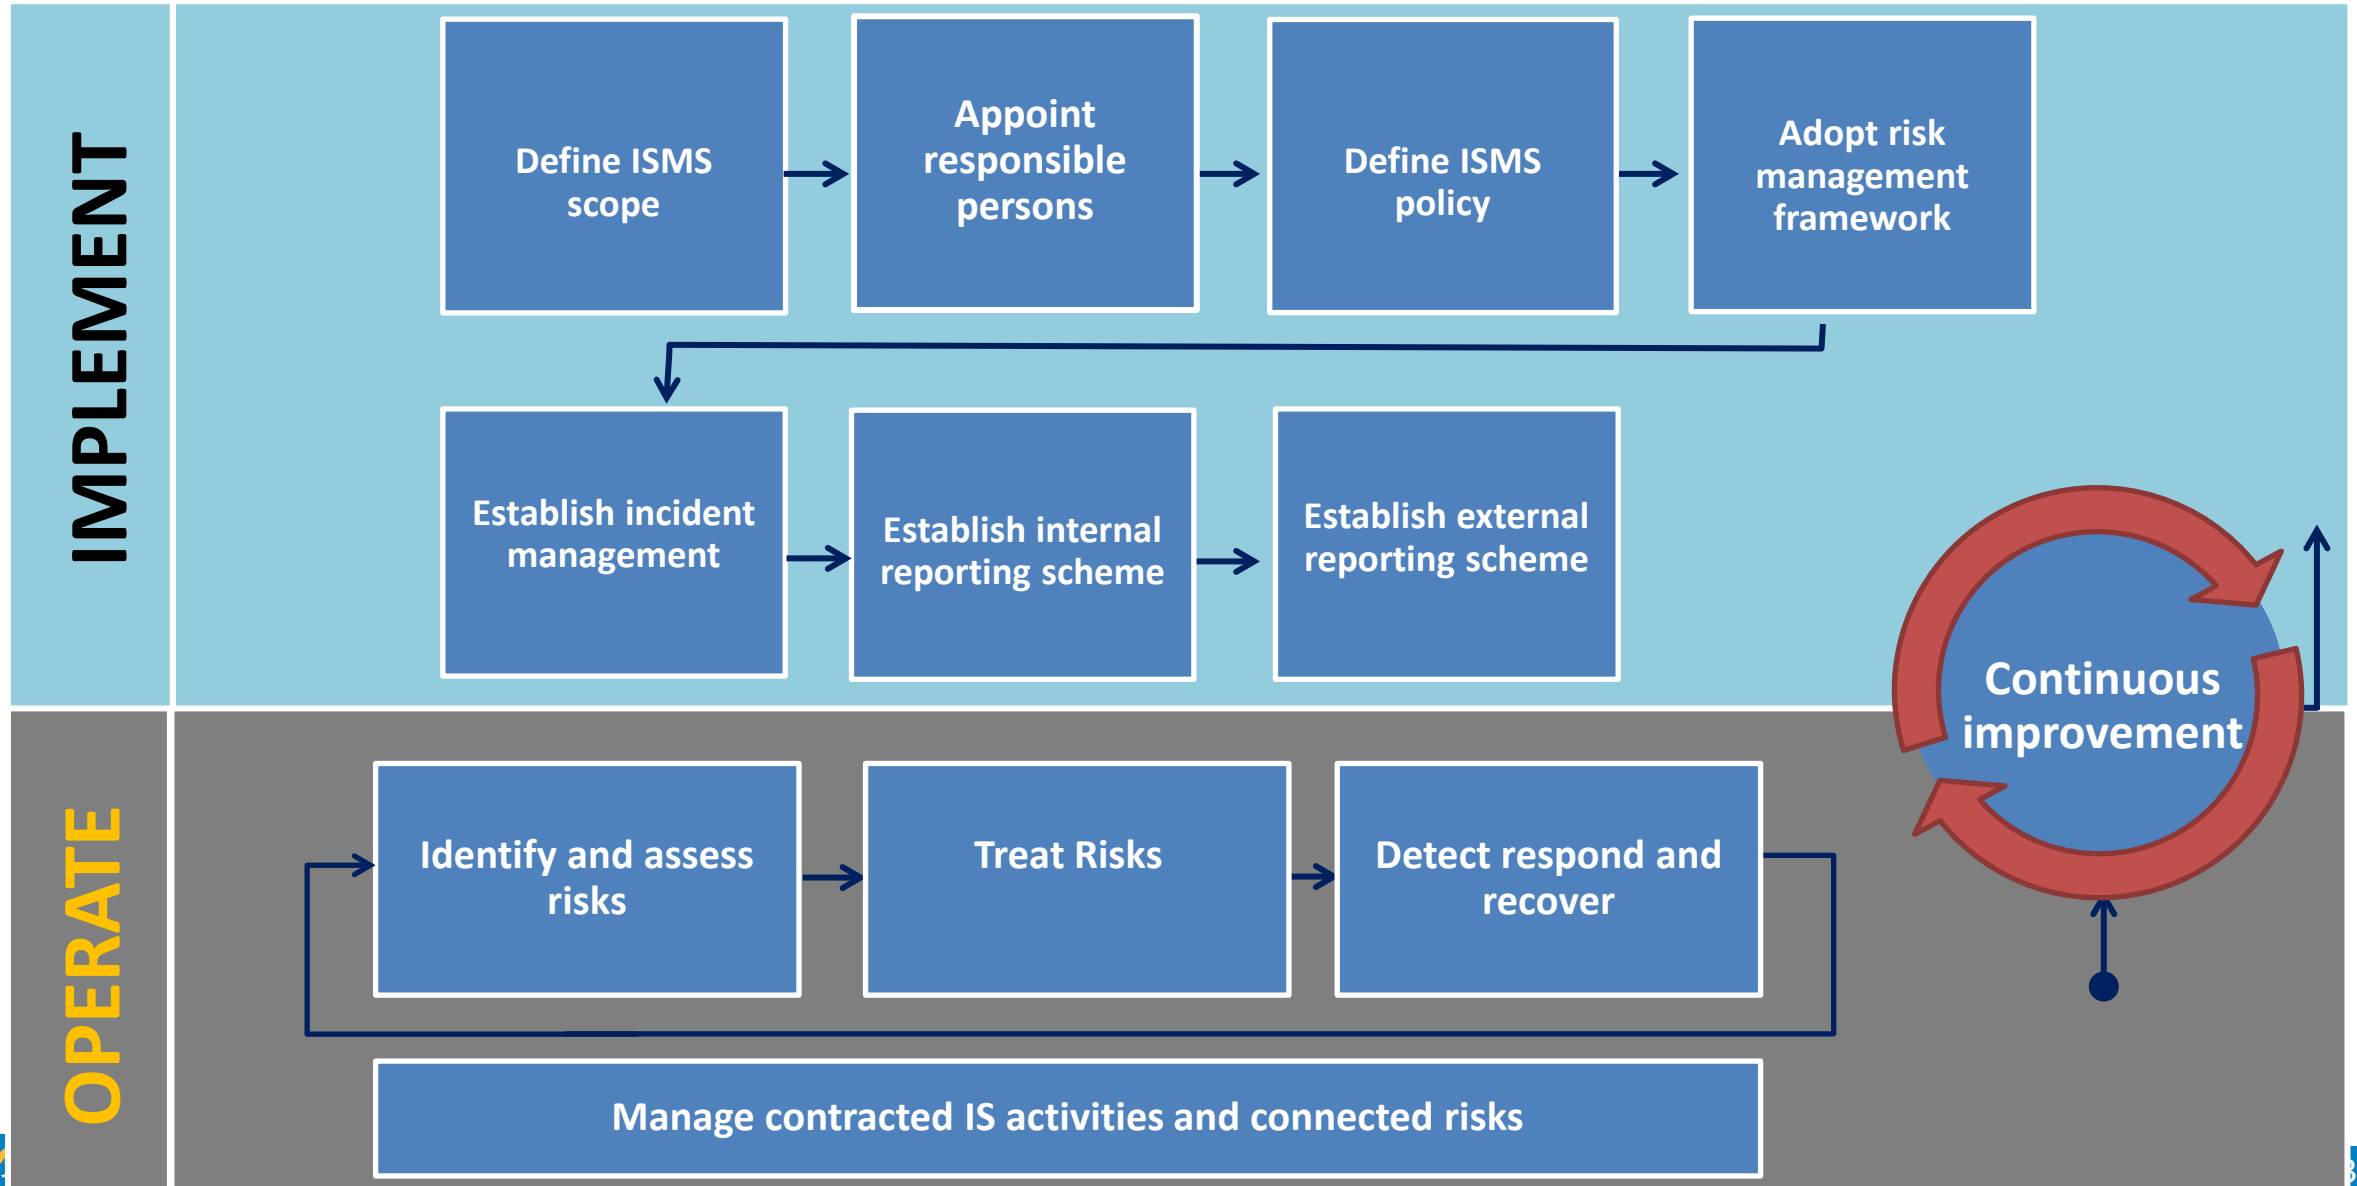 IMPLEMENT
Define ISMS
scope
Appoint
responsible
persons
Define ISMS
policy
Adopt risk
management
framework
Establish incident
management
Establish internal
reporting scheme
Establish external
reporting scheme
Continuous
improvement
OPERATE
Identify and assess
risks
Treat Risks
Detect respond and
recover
Manage contracted IS activities and connected risks